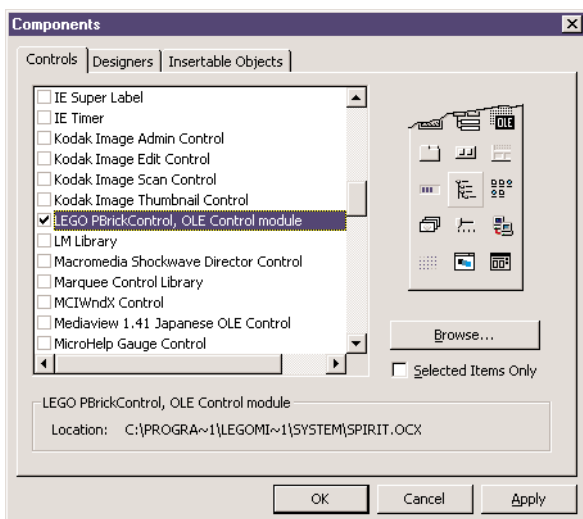 Components
Controls
Designers
Insertable Objects
IE Super Label
IE Timer
Kodak Image Admin Control
Kodak Image Edit Control
Kodak Image Scan Control
Kodak Image Thumbnail Control
LEGO PBrickControl, OLE Control module
LM Library
Macromedia Shockwave Director Control
Marquee Control Library
MCIWndX Control
Mediaview 1.41 Japanese OLE Control
MicroHelp Gauge Control
OLE
Browse...
Selected Items Only
LEGO PBrickControl, OLE Control module
Location: C:\PROGRA~1\LEGOMI~1\SYSTEM\SPIRIT.OCX
OK
Cancel
Apply